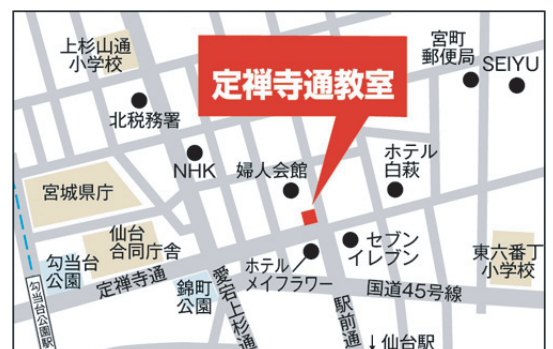 上杉山通
小学校
宮町
郵便局
SEIYU
定禅寺通教室
北税務署
NHK
婦人会館
ホテル
白萩
宮城県庁
仙台
合同庁舎
勾当台
公園
定禅寺通
錦町
公園
愛宕上杉通
ホテル
メイフラワー
セブン
イレブン
東六番丁
小学校
国道45号線
駅前通
↓仙台駅
勾当台公園駅